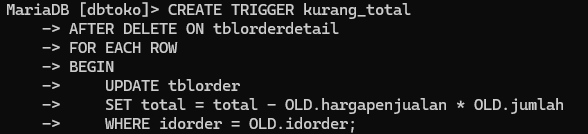 MariaDB [dbtoko]> CREATE TRIGGER kurang_total
    -> AFTER DELETE ON tblorderdetail
    -> FOR EACH ROW
    -> BEGIN
    ->     UPDATE tblorder
    ->     SET total = total - OLD.hargapenjualan * OLD.jumlah
    ->     WHERE idorder = OLD.idorder;